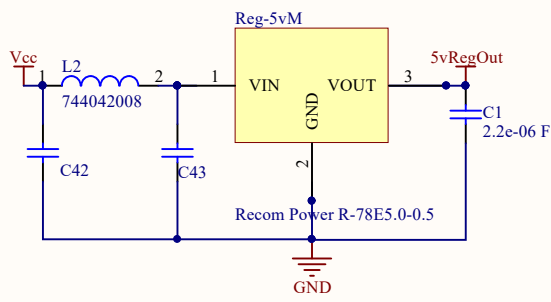 Reg-5vM
Vcc
1
L2
2
744042008
1
VIN
VOUT
3
5vRegOut
GND
2
C1
2.2e-06 F
C42
C43
Recom Power R-78E5.0-0.5
GND